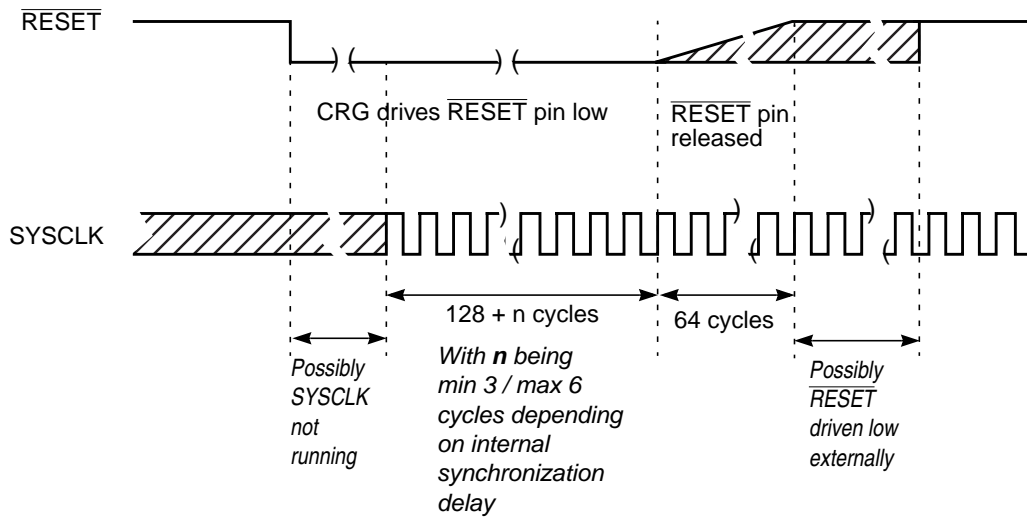 RESET
CRG drives RESET pin low
RESET pin
released
SYSCLK
128 + n cycles
64 cycles
Possibly
SYSCLK
not
running
With n being
min 3 / max 6
cycles depending
on internal
synchronization
delay
Possibly
RESET
driven low
externally